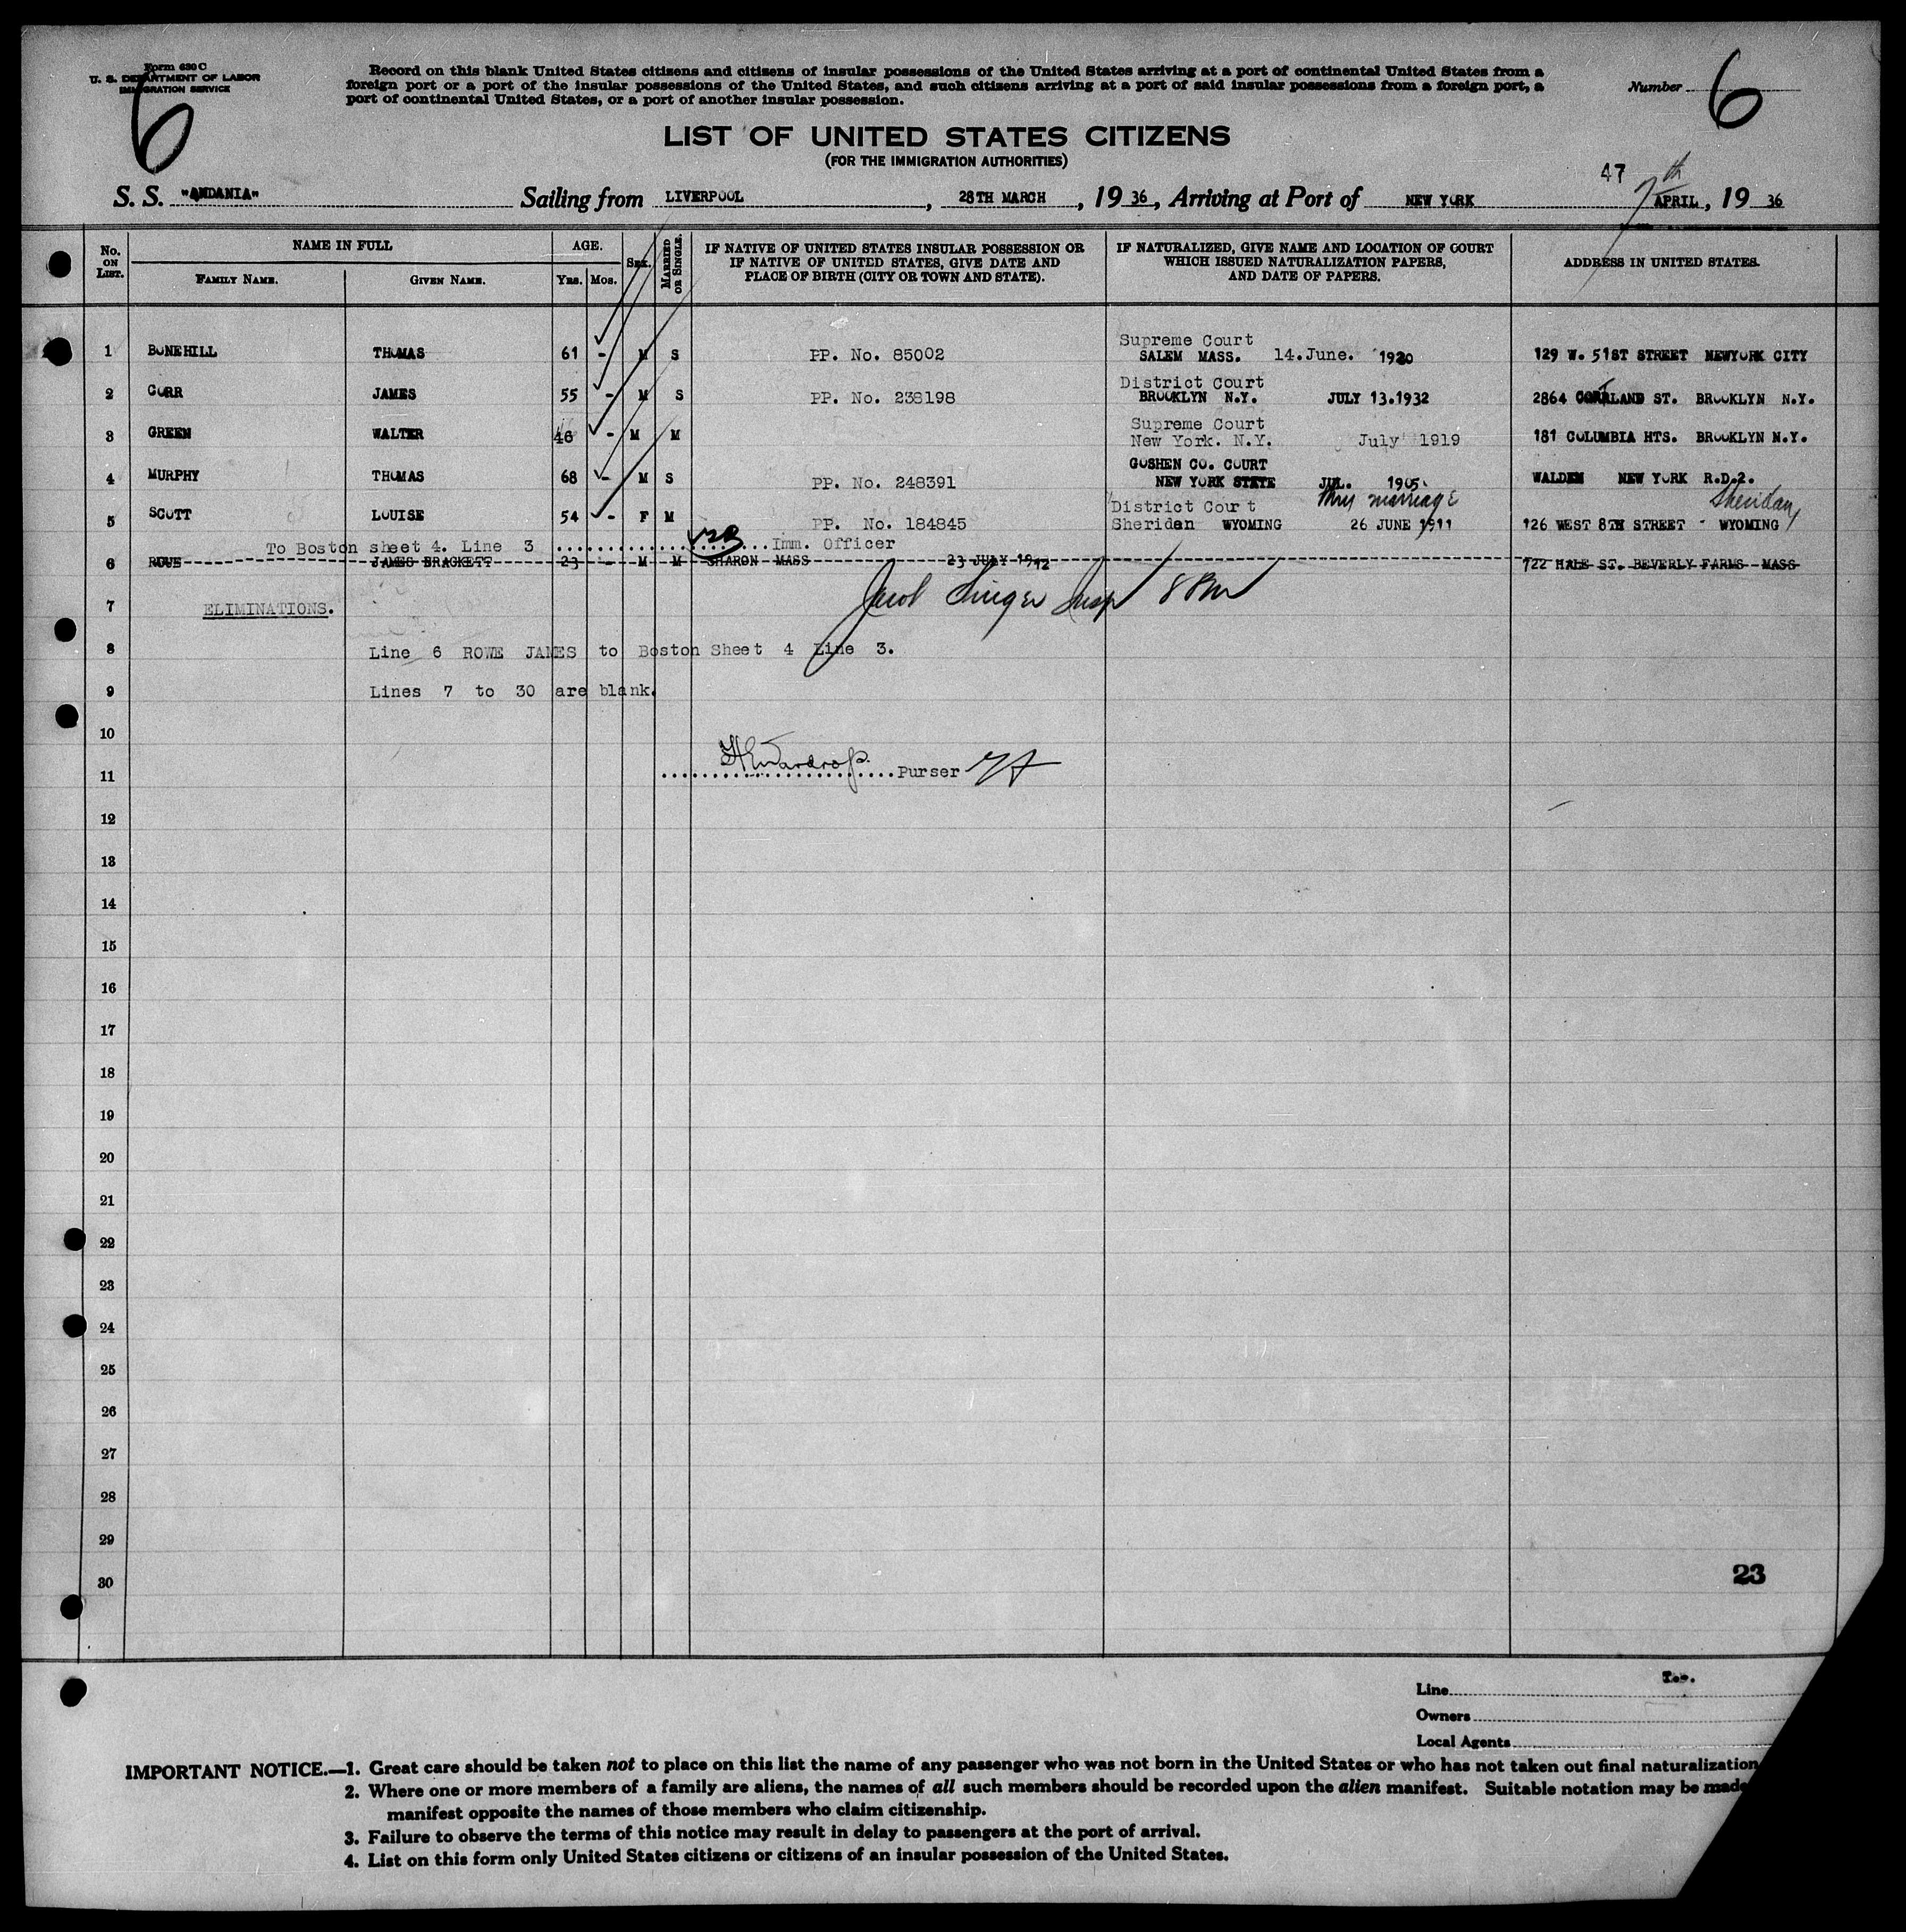 Form 630 C
U. S. DEPARTMENT OF LABOR
IMMIGRATION SERVICE
6
Record on this blank United States citizens and citizens of insular possessions of the United States arriving at a port of continental United States from a
foreign port or a port of the insular possessions of the United States, and such citizens arriving at a port of said insular possessions from a foreign port, a
port of continental United States, or a port of another insular possession.
Number 6
LIST OF UNITED STATES CITIZENS
(FOR THE IMMIGRATION AUTHORITIES)
47
S. S. "ANDANIA" Sailing from LIVERPOOL, 28TH MARCH, 19 36, Arriving at Port of NEW YORK 7th APRIL, 19 36
No. ON LIST.
NAME IN FULL
FAMILY NAME. GIVEN NAME.
AGE.
YRS. MOS.
SEX.
MARRIED OR SINGLE.
IF NATIVE OF UNITED STATES INSULAR POSSESSION OR
IF NATIVE OF UNITED STATES, GIVE DATE AND
PLACE OF BIRTH (CITY OR TOWN AND STATE).
IF NATURALIZED, GIVE NAME AND LOCATION OF COURT
WHICH ISSUED NATURALIZATION PAPERS,
AND DATE OF PAPERS.
ADDRESS IN UNITED STATES.
Supreme Court
1 BONEHILL THOMAS 61 - M S PP. No. 85002 SALEM MASS. 14.June. 1920 129 W. 51ST STREET NEWYORK CITY
District Court
2 CORR JAMES 55 - M S PP. No. 238198 BROOKLYN N.Y. JULY 13.1932 2864 LAND ST. BROOKLYN N.Y.
Supreme Court
3 GREEN WALTER 46 - M M New York. N.Y. July 1919 181 COLUMBIA HTS. BROOKLYN N.Y.
GOSHEN CO. COURT
4 MURPHY THOMAS 68 - M S PP. No. 248391 NEW YORK STATE JUL. 1905. WALDEN NEW YORK R.D.2.
District Court Thru marriage Sheridan,
5 SCOTT LOUISE 54 - F M PP. No. 184845 Sheridan WYOMING 26 JUNE 1911 126 WEST 8TH STREET - WYOMING
To Boston sheet 4. Line 3 .................... Imm. Officer
6 ROWE JAMES BRACKETT 23 - M M SHARON MASS 23 JULY 1912 722 HALE ST. BEVERLY FARMS MASS
Jacob Singer Insp
7 ELIMINATIONS.
8 Line 6 ROWE JAMES to Boston Sheet 4 Line 3.
9 Lines 7 to 30 are blank.
10
11 ....................Purser
12
13
14
15
16
17
18
19
20
21
22
23
24
25
26
27
28
29
30
23
Line
Owners
Local Agents
IMPORTANT NOTICE.—1. Great care should be taken not to place on this list the name of any passenger who was not born in the United States or who has not taken out final naturalization
2. Where one or more members of a family are aliens, the names of all such members should be recorded upon the alien manifest. Suitable notation may be made
manifest opposite the names of those members who claim citizenship.
3. Failure to observe the terms of this notice may result in delay to passengers at the port of arrival.
4. List on this form only United States citizens or citizens of an insular possession of the United States.